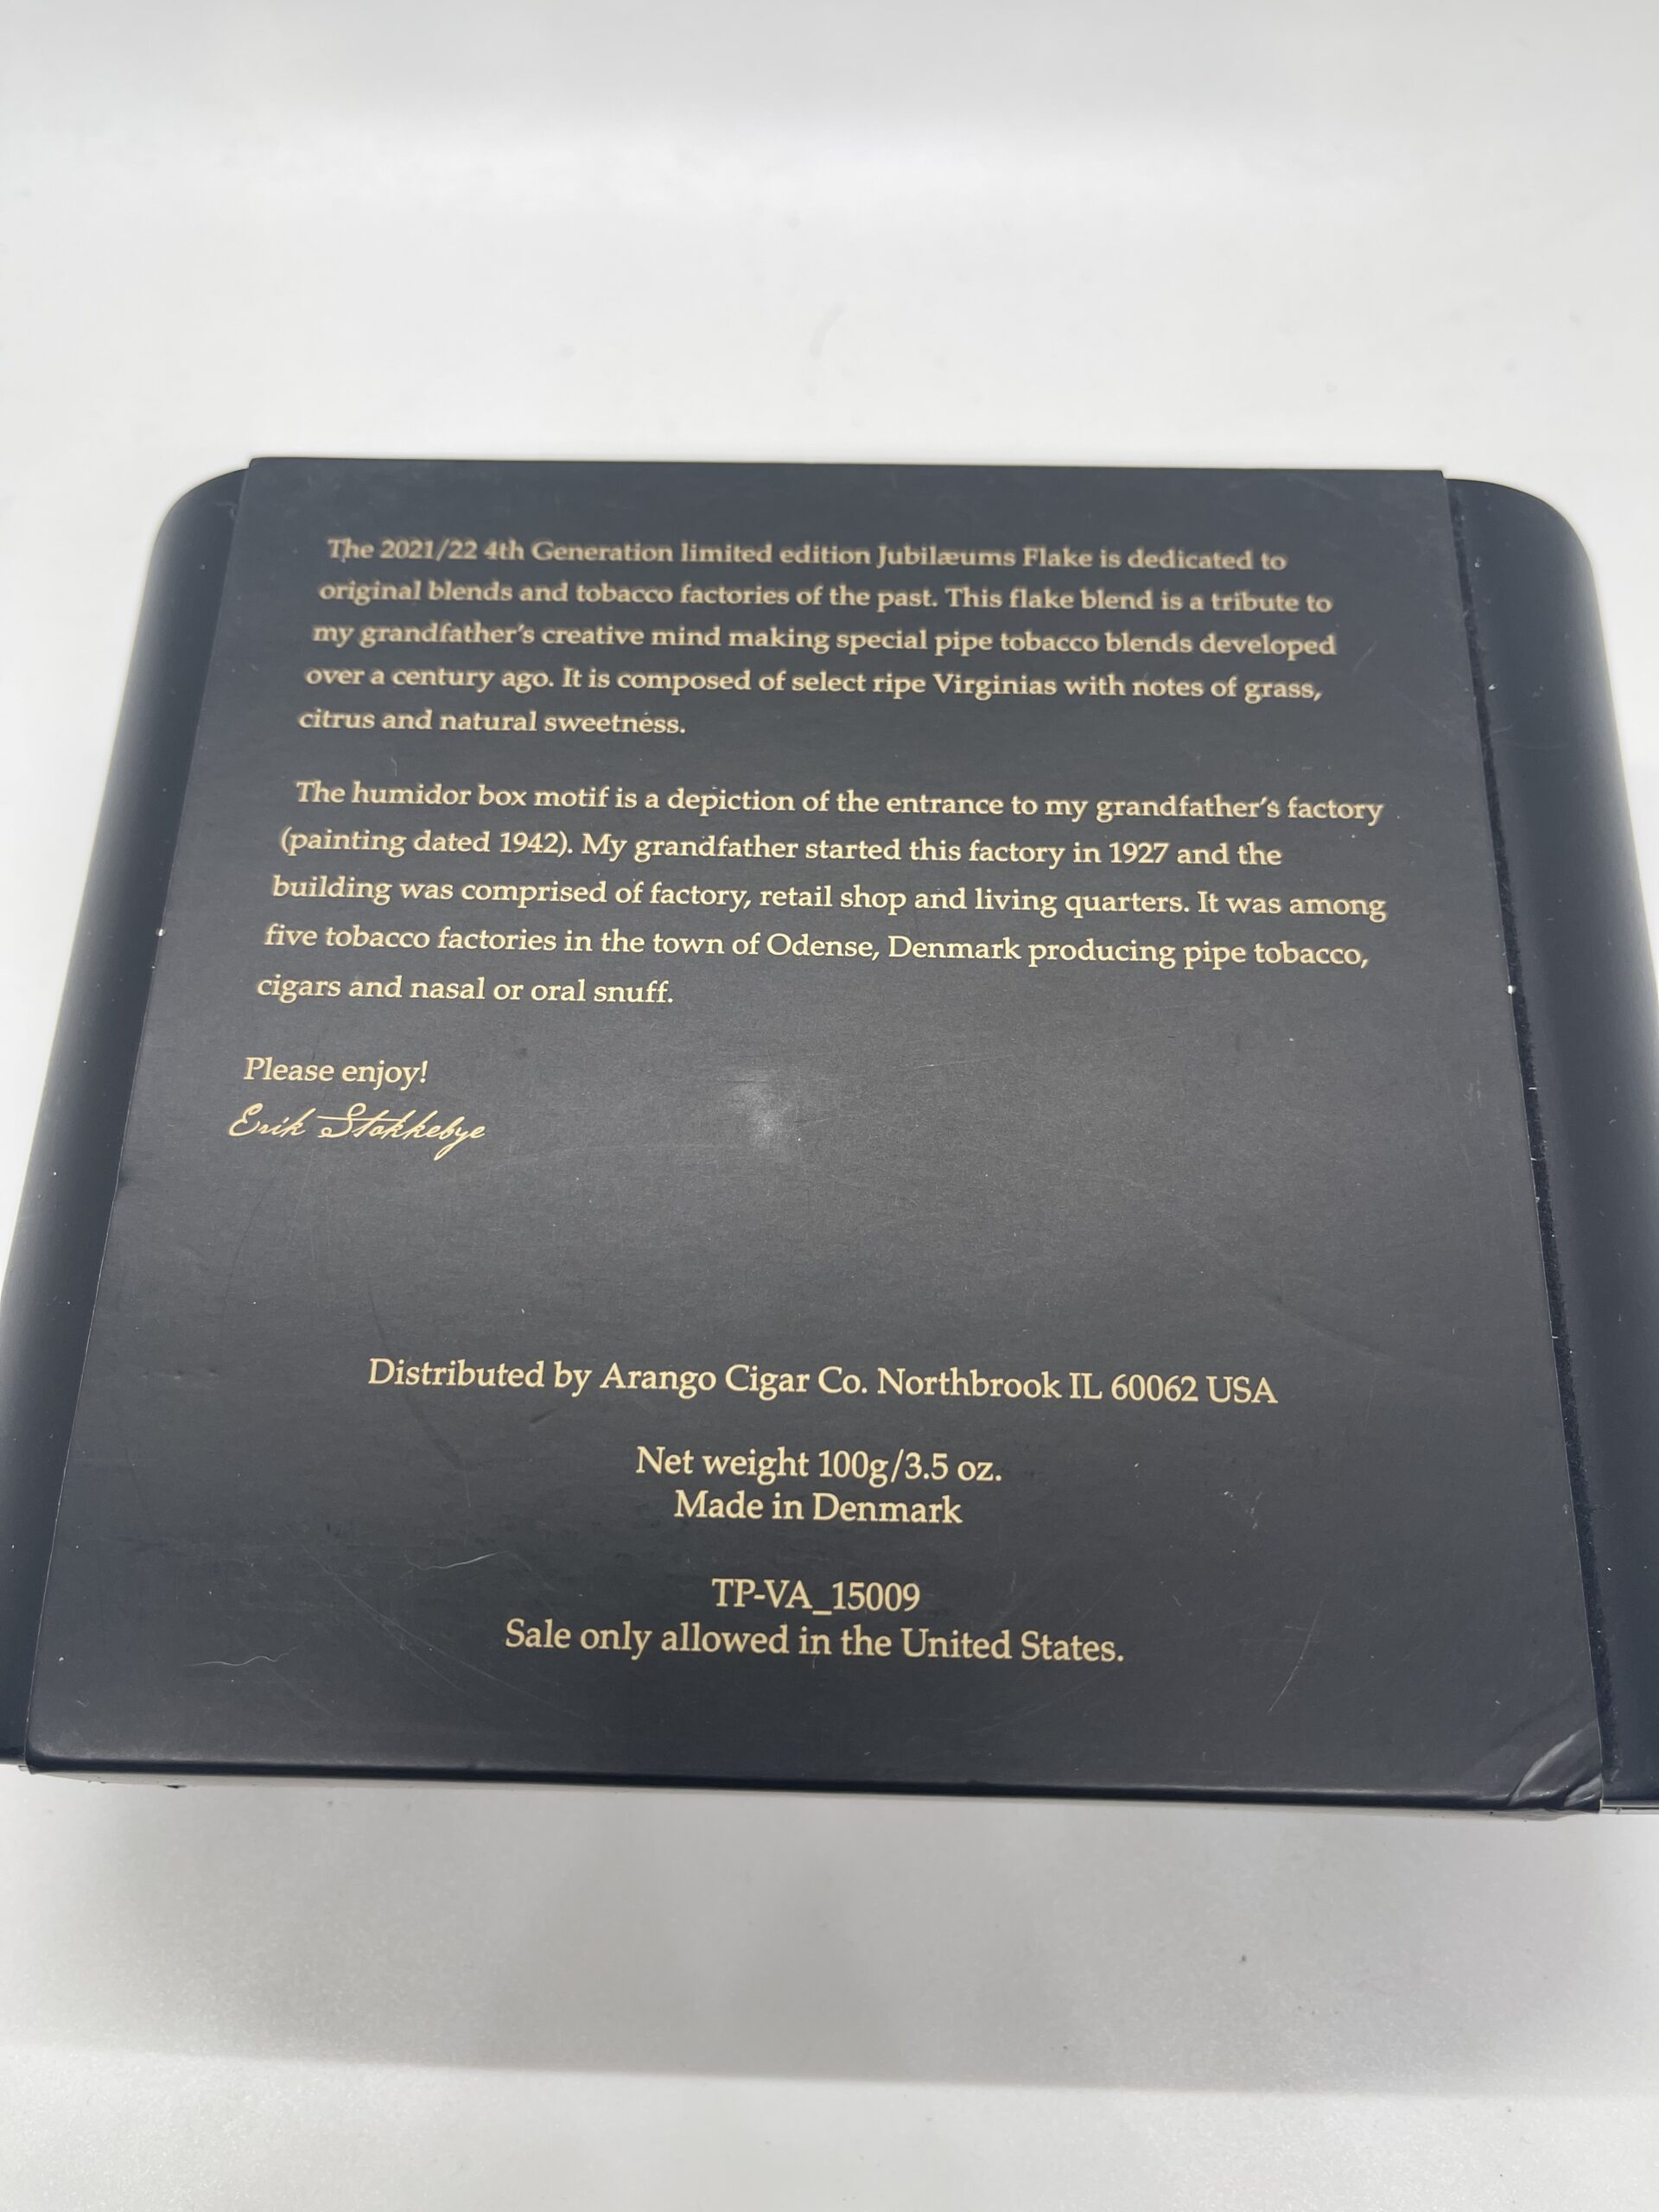 The 2021/22 4th Generation limited edition Jubilæums Flake is dedicated to
original blends and tobacco factories of the past. This flake blend is a tribute to
my grandfather's creative mind making special pipe tobacco blends developed
over a century ago. It is composed of select ripe Virginias with notes of grass,
citrus and natural sweetness.
The humidor box motif is a depiction of the entrance to my grandfather's factory
(painting dated 1942). My grandfather started this factory in 1927 and the
building was comprised of factory, retail shop and living quarters. It was among
five tobacco factories in the town of Odense, Denmark producing pipe tobacco,
cigars and nasal or oral snuff.
Please enjoy!
Erik Stokkebye
Distributed by Arango Cigar Co. Northbrook IL 60062 USA
Net weight 100g/3.5 oz.
Made in Denmark
TP-VA_15009
Sale only allowed in the United States.